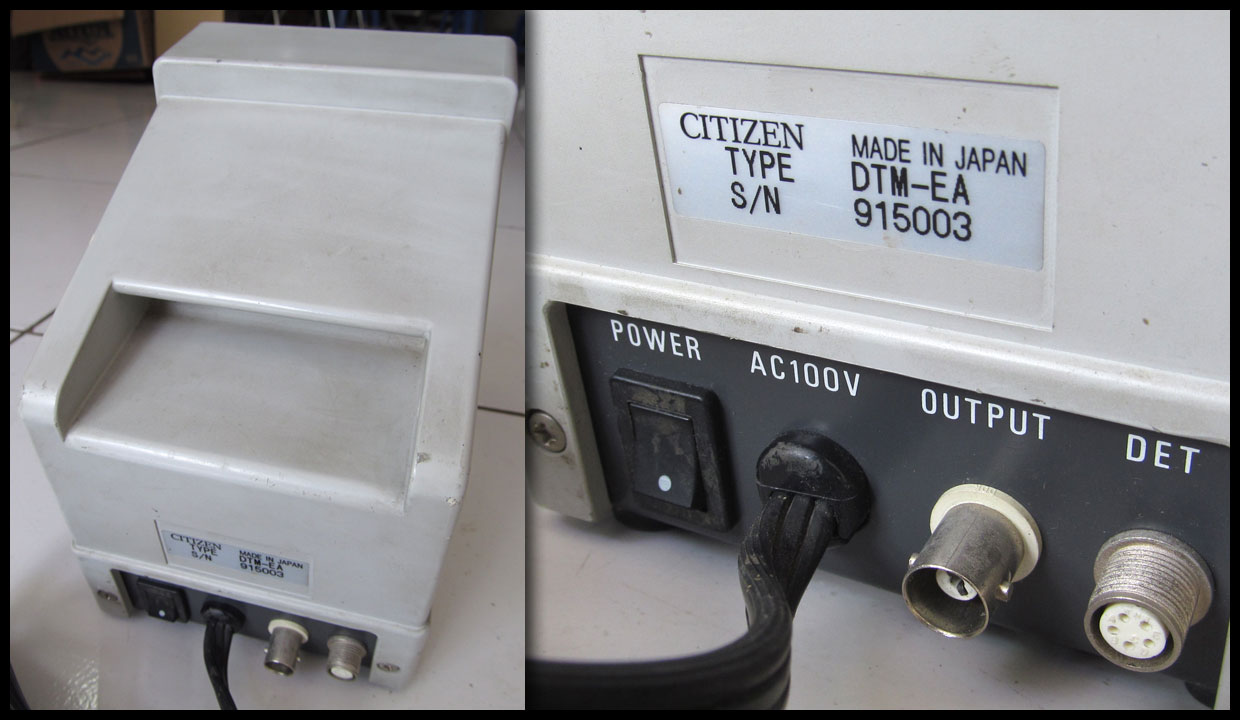 CITIZEN
TYPE
S/N
MADE IN JAPAN
DTM-EA
915003
CITIZEN
TYPE
S/N
MADE IN JAPAN
DTM-EA
915003
POWER
AC100V
OUTPUT
DET